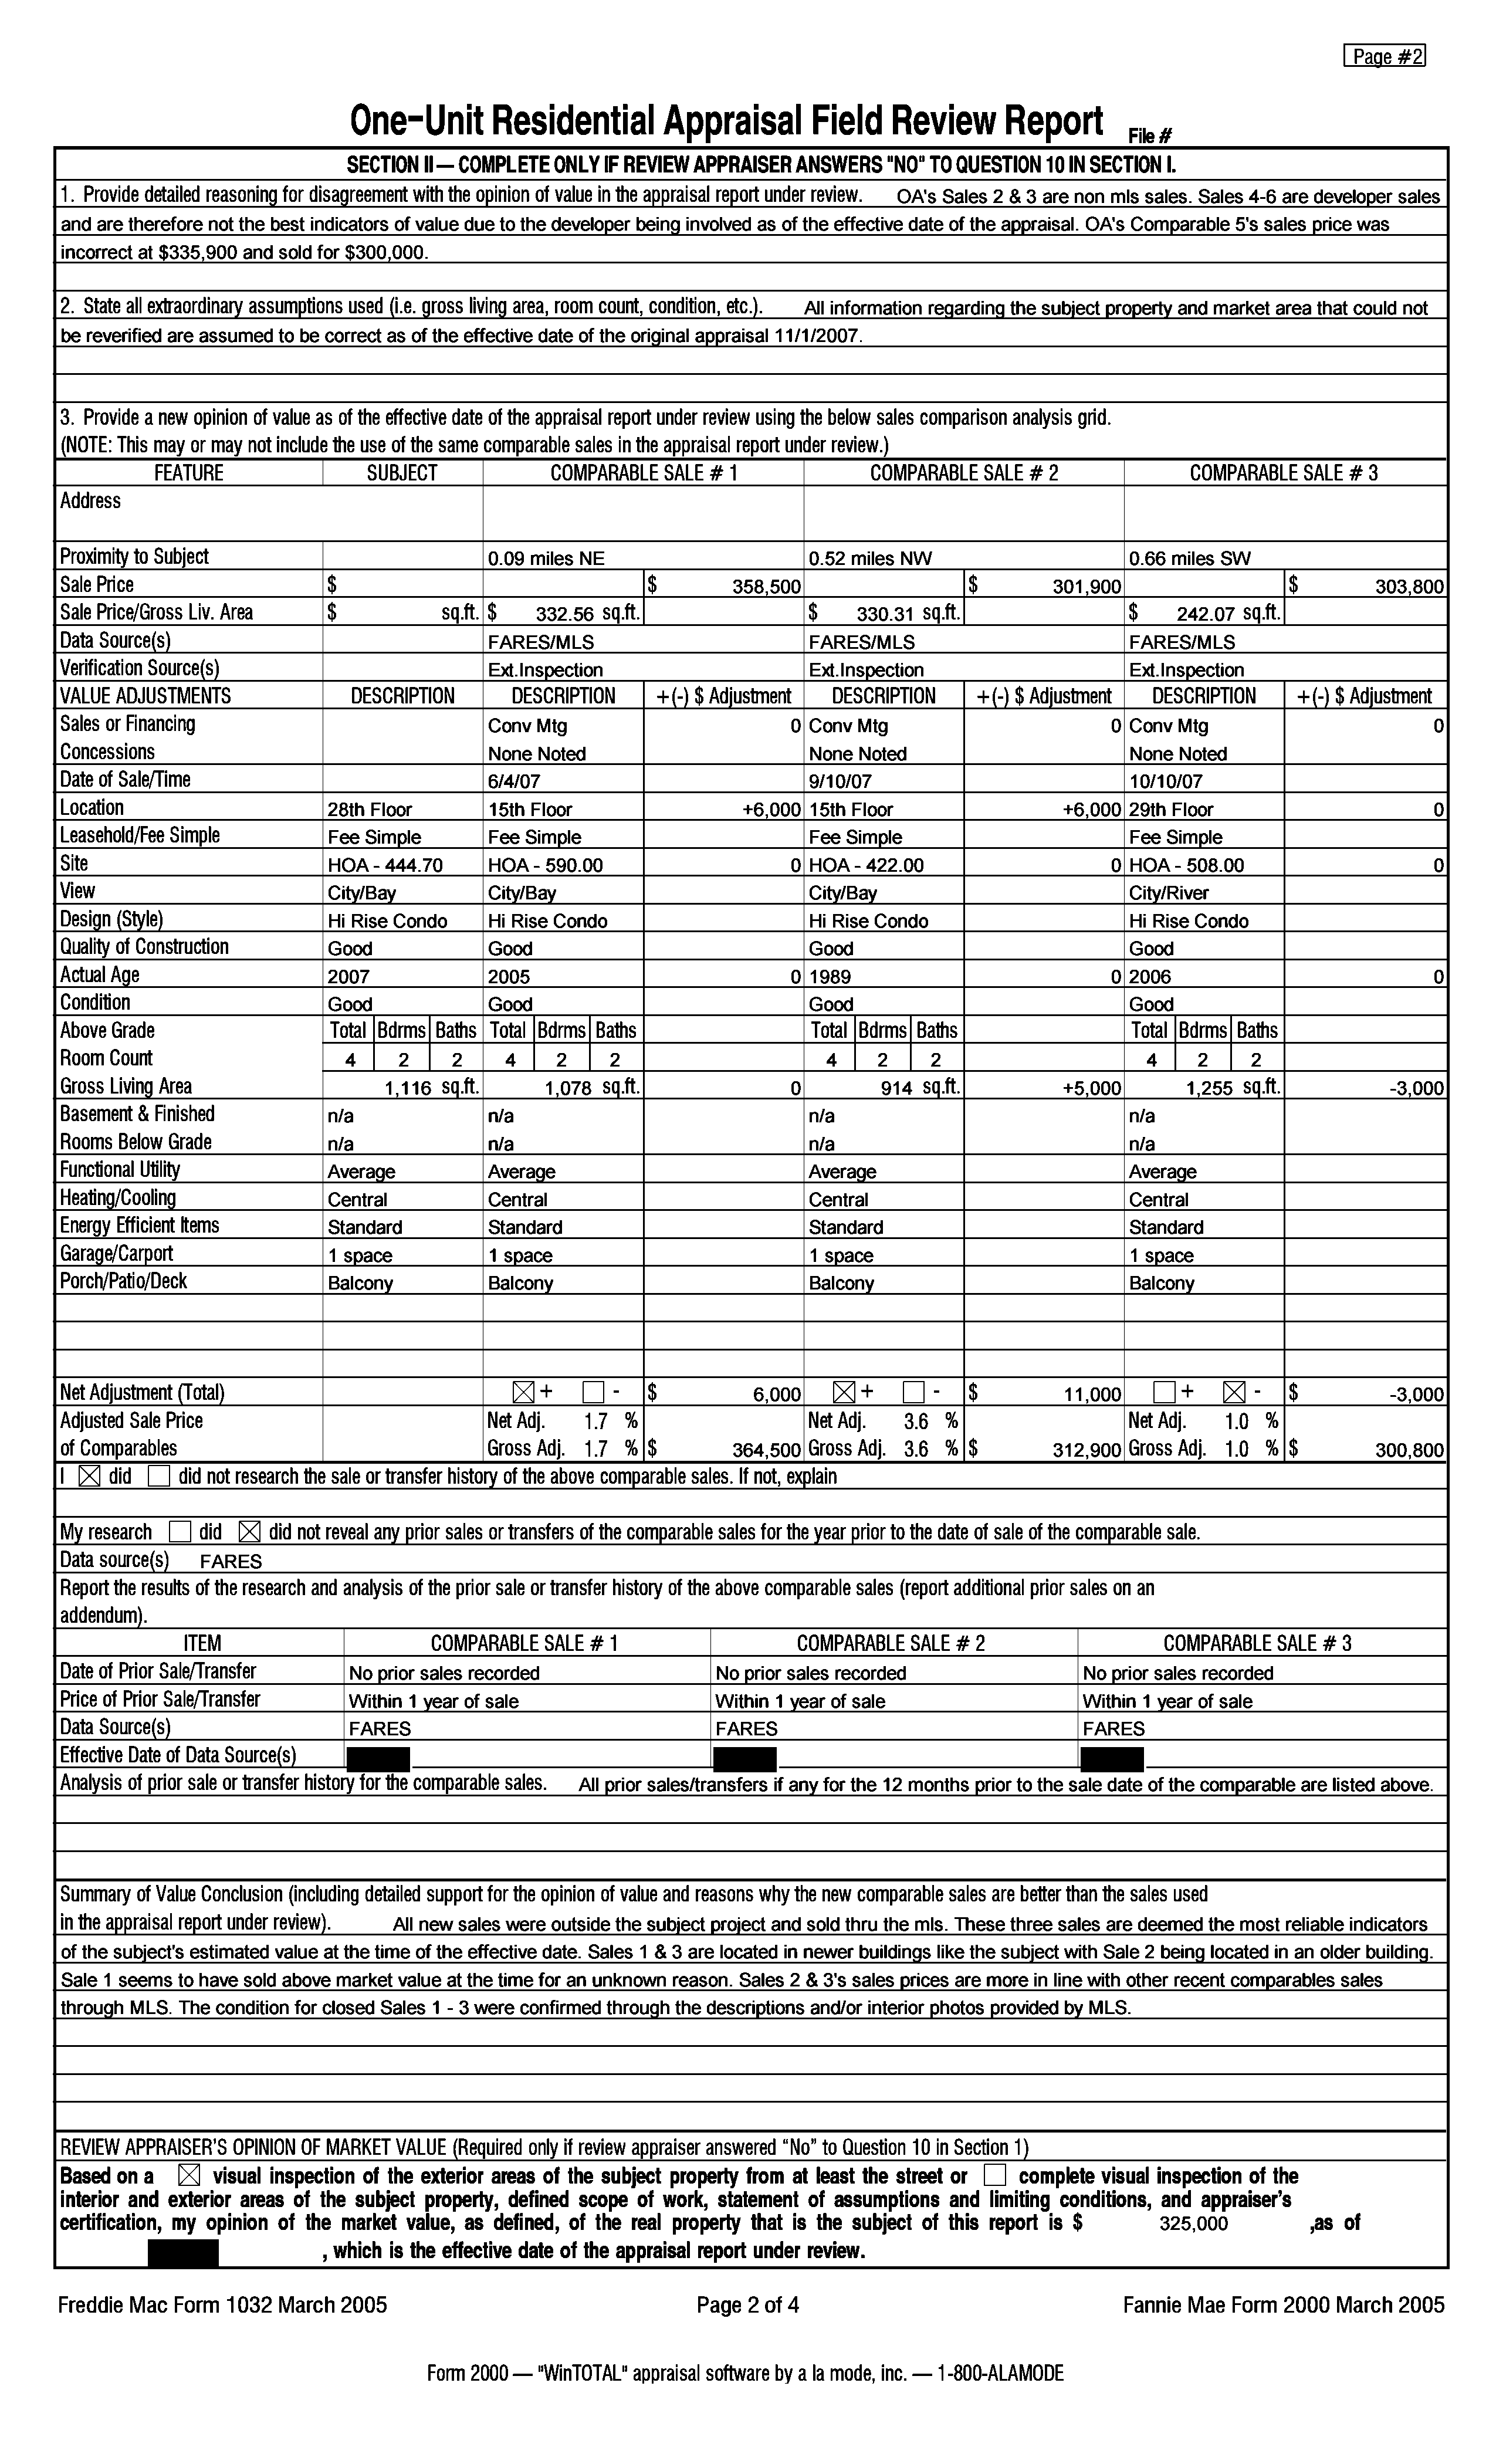 Page #2
One-Unit Residential Appraisal Field Review Report File #
SECTION II — COMPLETE ONLY IF REVIEW APPRAISER ANSWERS "NO" TO QUESTION 10 IN SECTION I.
1. Provide detailed reasoning for disagreement with the opinion of value in the appraisal report under review. OA's Sales 2 & 3 are non mls sales. Sales 4-6 are developer sales
and are therefore not the best indicators of value due to the developer being involved as of the effective date of the appraisal. OA's Comparable 5's sales price was
incorrect at $335,900 and sold for $300,000.
2. State all extraordinary assumptions used (i.e. gross living area, room count, condition, etc.). All information regarding the subject property and market area that could not
be reverified are assumed to be correct as of the effective date of the original appraisal 11/1/2007.
3. Provide a new opinion of value as of the effective date of the appraisal report under review using the below sales comparison analysis grid.
(NOTE: This may or may not include the use of the same comparable sales in the appraisal report under review.)
FEATURE SUBJECT COMPARABLE SALE # 1 COMPARABLE SALE # 2 COMPARABLE SALE # 3
Address
Proximity to Subject 0.09 miles NE 0.52 miles NW 0.66 miles SW
Sale Price $ $ 358,500 $ 301,900 $ 303,800
Sale Price/Gross Liv. Area $ sq.ft. $ 332.56 sq.ft. $ 330.31 sq.ft. $ 242.07 sq.ft.
Data Source(s) FARES/MLS FARES/MLS FARES/MLS
Verification Source(s) Ext.Inspection Ext.Inspection Ext.Inspection
VALUE ADJUSTMENTS DESCRIPTION DESCRIPTION +(-) $ Adjustment DESCRIPTION +(-) $ Adjustment DESCRIPTION +(-) $ Adjustment
Sales or Financing Conv Mtg 0 Conv Mtg 0 Conv Mtg 0
Concessions None Noted None Noted None Noted
Date of Sale/Time 6/4/07 9/10/07 10/10/07
Location 28th Floor 15th Floor +6,000 15th Floor +6,000 29th Floor 0
Leasehold/Fee Simple Fee Simple Fee Simple Fee Simple Fee Simple
Site HOA - 444.70 HOA - 590.00 0 HOA - 422.00 0 HOA - 508.00 0
View City/Bay City/Bay City/Bay City/River
Design (Style) Hi Rise Condo Hi Rise Condo Hi Rise Condo Hi Rise Condo
Quality of Construction Good Good Good Good
Actual Age 2007 2005 0 1989 0 2006 0
Condition Good Good Good Good
Above Grade Total Bdrms Baths Total Bdrms Baths Total Bdrms Baths Total Bdrms Baths
Room Count 4 2 2 4 2 2 4 2 2 4 2 2
Gross Living Area 1,116 sq.ft. 1,078 sq.ft. 0 914 sq.ft. +5,000 1,255 sq.ft. -3,000
Basement & Finished n/a n/a n/a n/a
Rooms Below Grade n/a n/a n/a n/a
Functional Utility Average Average Average Average
Heating/Cooling Central Central Central Central
Energy Efficient Items Standard Standard Standard Standard
Garage/Carport 1 space 1 space 1 space 1 space
Porch/Patio/Deck Balcony Balcony Balcony Balcony
Net Adjustment (Total) + - $ 6,000 + - $ 11,000 + - $ -3,000
Adjusted Sale Price Net Adj. 1.7 % Net Adj. 3.6 % Net Adj. 1.0 %
of Comparables Gross Adj. 1.7 % $ 364,500 Gross Adj. 3.6 % $ 312,900 Gross Adj. 1.0 % $ 300,800
I did did not research the sale or transfer history of the above comparable sales. If not, explain
My research did did not reveal any prior sales or transfers of the comparable sales for the year prior to the date of sale of the comparable sale.
Data source(s) FARES
Report the results of the research and analysis of the prior sale or transfer history of the above comparable sales (report additional prior sales on an
addendum).
ITEM COMPARABLE SALE # 1 COMPARABLE SALE # 2 COMPARABLE SALE # 3
Date of Prior Sale/Transfer No prior sales recorded No prior sales recorded No prior sales recorded
Price of Prior Sale/Transfer Within 1 year of sale Within 1 year of sale Within 1 year of sale
Data Source(s) FARES FARES FARES
Effective Date of Data Source(s)
Analysis of prior sale or transfer history for the comparable sales. All prior sales/transfers if any for the 12 months prior to the sale date of the comparable are listed above.
Summary of Value Conclusion (including detailed support for the opinion of value and reasons why the new comparable sales are better than the sales used
in the appraisal report under review). All new sales were outside the subject project and sold thru the mls. These three sales are deemed the most reliable indicators
of the subject's estimated value at the time of the effective date. Sales 1 & 3 are located in newer buildings like the subject with Sale 2 being located in an older building.
Sale 1 seems to have sold above market value at the time for an unknown reason. Sales 2 & 3's sales prices are more in line with other recent comparables sales
through MLS. The condition for closed Sales 1 - 3 were confirmed through the descriptions and/or interior photos provided by MLS.
REVIEW APPRAISER'S OPINION OF MARKET VALUE (Required only if review appraiser answered “No” to Question 10 in Section 1)
Based on a visual inspection of the exterior areas of the subject property from at least the street or complete visual inspection of the
interior and exterior areas of the subject property, defined scope of work, statement of assumptions and limiting conditions, and appraiser's
certification, my opinion of the market value, as defined, of the real property that is the subject of this report is $ 325,000 ,as of
, which is the effective date of the appraisal report under review.
Freddie Mac Form 1032 March 2005 Page 2 of 4 Fannie Mae Form 2000 March 2005
Form 2000 — "WinTOTAL" appraisal software by a la mode, inc. — 1-800-ALAMODE